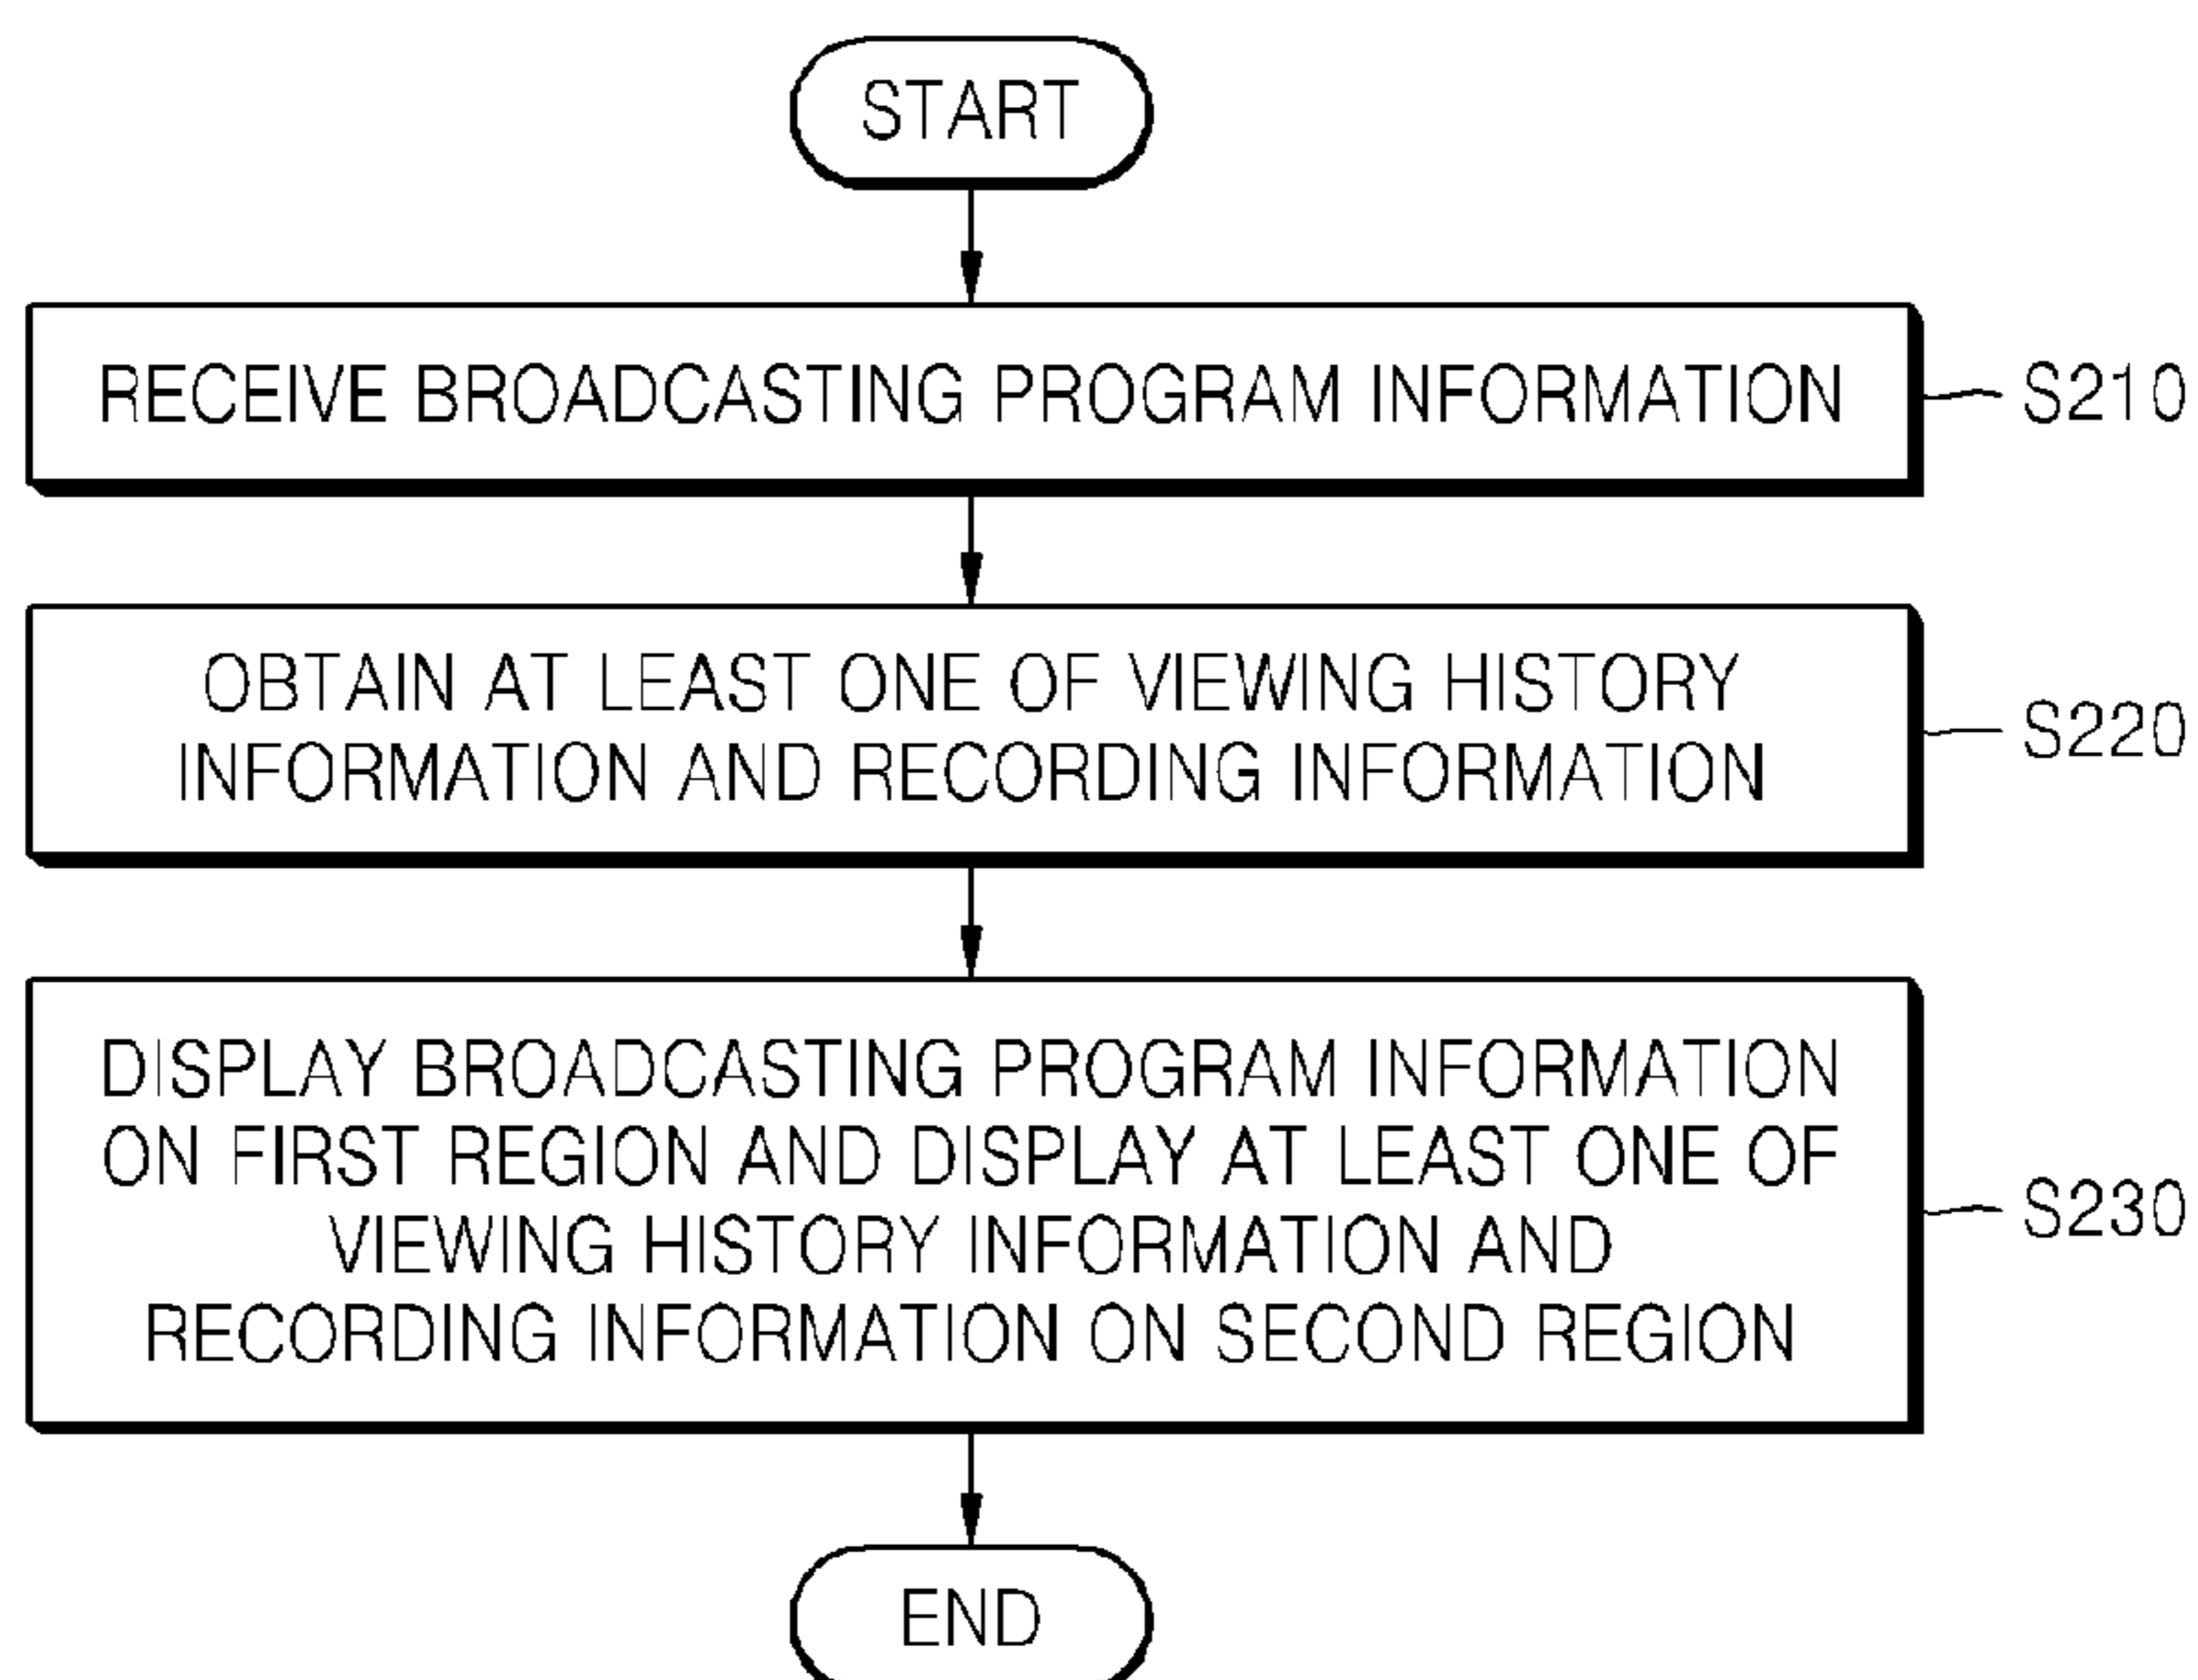 START
RECEIVE BROADCASTING PROGRAM INFORMATION
S210
OBTAIN AT LEAST ONE OF VIEWING HISTORY
INFORMATION AND RECORDING INFORMATION
S220
DISPLAY BROADCASTING PROGRAM INFORMATION
ON FIRST REGION AND DISPLAY AT LEAST ONE OF
VIEWING HISTORY INFORMATION AND
RECORDING INFORMATION ON SECOND REGION
S230
END